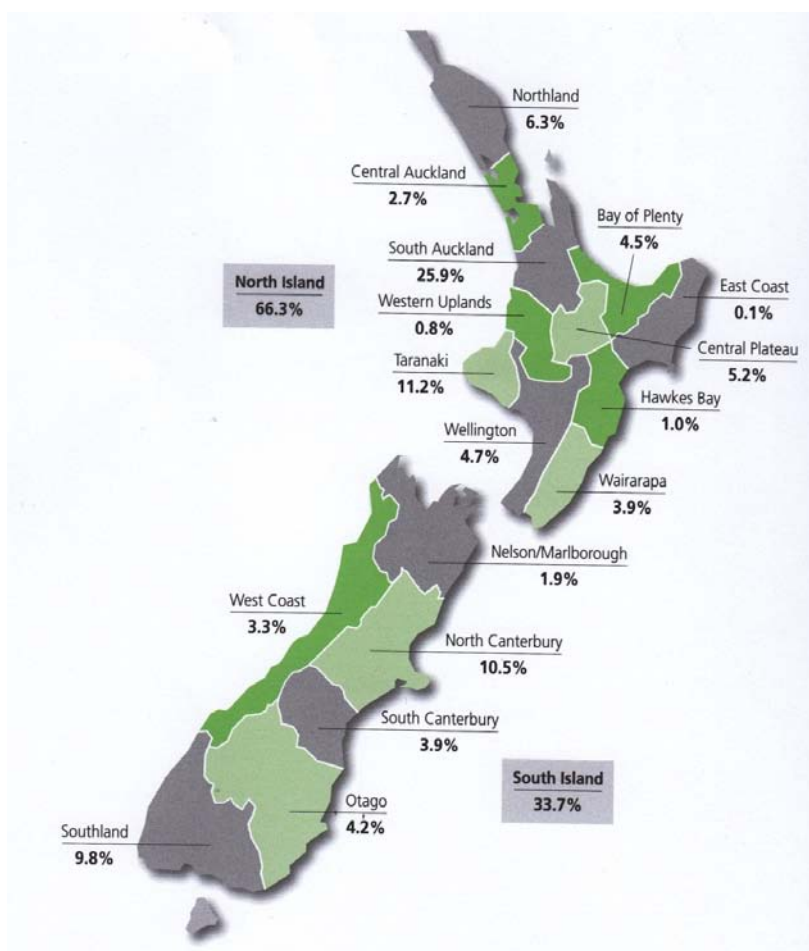 Northland
6.3%
Central Auckland
2.7%
Bay of Plenty
4.5%
South Auckland
25.9%
North Island
66.3%
East Coast
0.1%
Western Uplands
0.8%
Central Plateau
5.2%
Taranaki
11.2%
Hawkes Bay
1.0%
Wellington
4.7%
Wairarapa
3.9%
Nelson/Marlborough
1.9%
West Coast
3.3%
North Canterbury
10.5%
South Canterbury
3.9%
South Island
33.7%
Otago
4.2%
Southland
9.8%